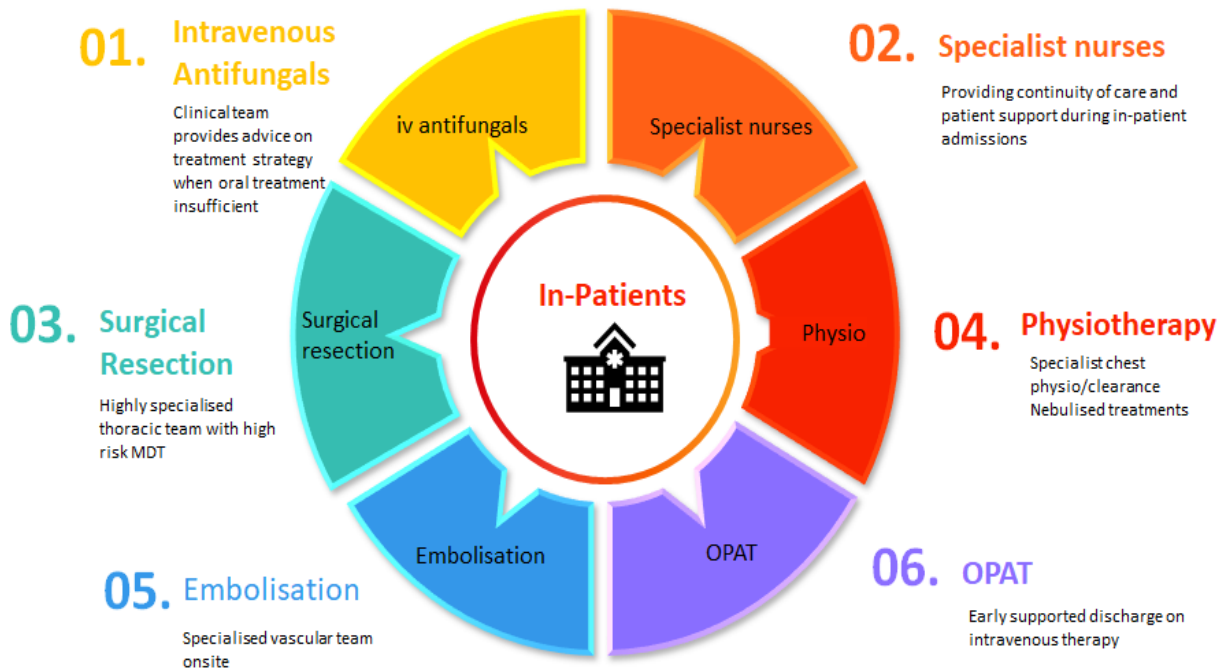 01.
Intravenous
Antifungals
Clinical team
provides advice on
treatment strategy
when oral treatment
insufficient
02.
Specialist nurses
Providing continuity of care and
patient support during in-patient
admissions
iv antifungals
Specialist nurses
03.
Surgical
Resection
Highly specialised
thoracic team with high
risk MDT
Surgical
resection
In-Patients
Physio
04.
Physiotherapy
Specialist chest
physio/clearance
Nebulised treatments
Embolisation
OPAT
05.
Embolisation
Specialised vascular team
onsite
06.
OPAT
Early supported discharge on
intravenous therapy